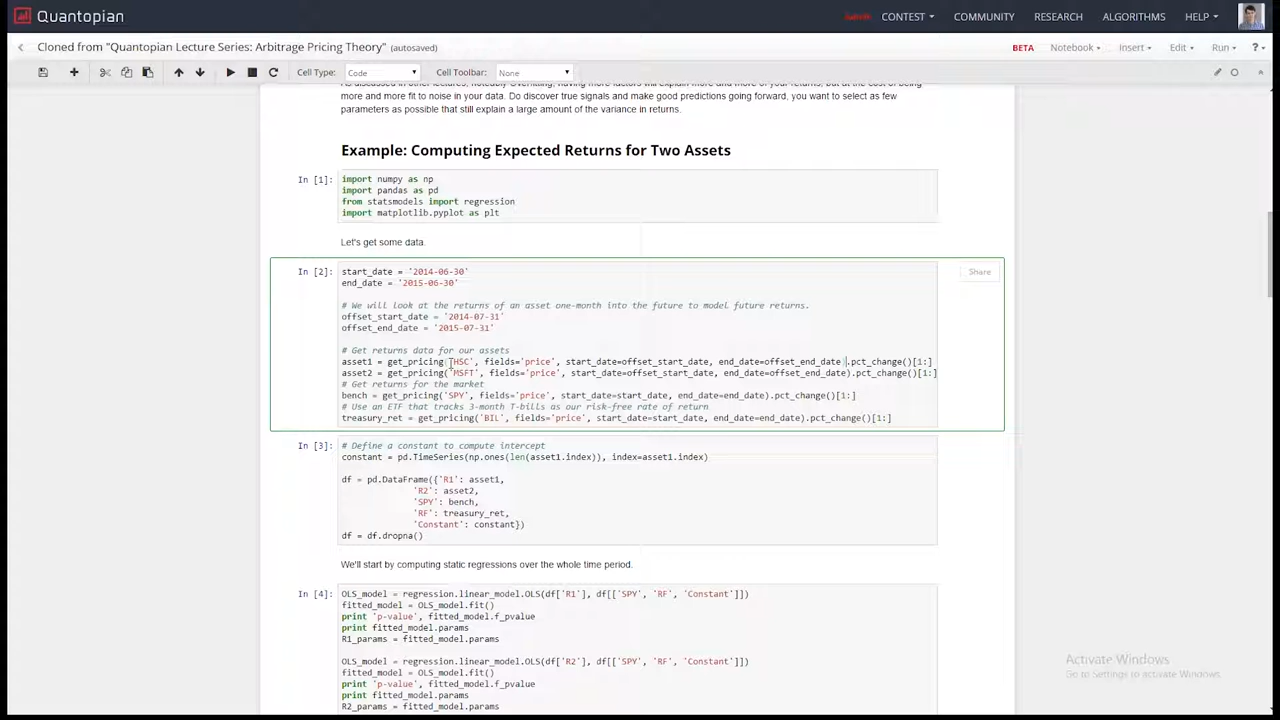 Quantopian
CONTEST COMMUNITY RESEARCH ALGORITHMS HELP
Cloned from "Quantopian Lecture Series: Arbitrage Pricing Theory" (autosaved)
BETA Notebook Insert Edit Run ?
Cell Type: Code Cell Toolbar: None
more and more fit to noise in your data. Do discover true signals and make good predictions going forward, you want to select as few
parameters as possible that still explain a large amount of the variance in returns.
Example: Computing Expected Returns for Two Assets
In [1]: import numpy as np
import pandas as pd
from statsmodels import regression
import matplotlib.pyplot as plt
Let's get some data.
In [2]: start_date = '2014-06-30' Share
end_date = '2015-06-30'
# We will look at the returns of an asset one-month into the future to model future returns.
offset_start_date = '2014-07-31'
offset_end_date = '2015-07-31'
# Get returns data for our assets
asset1 = get_pricing('HSC', fields='price', start_date=offset_start_date, end_date=offset_end_date).pct_change()[1:]
asset2 = get_pricing('MSFT', fields='price', start_date=offset_start_date, end_date=offset_end_date).pct_change()[1:]
# Get returns for the market
bench = get_pricing('SPY', fields='price', start_date=start_date, end_date=end_date).pct_change()[1:]
# Use an ETF that tracks 3-month T-bills as our risk-free rate of return
treasury_ret = get_pricing('BIL', fields='price', start_date=start_date, end_date=end_date).pct_change()[1:]
In [3]: # Define a constant to compute intercept
constant = pd.TimeSeries(np.ones(len(asset1.index)), index=asset1.index)
df = pd.DataFrame({'R1': asset1,
'R2': asset2,
'SPY': bench,
'RF': treasury_ret,
'Constant': constant})
df = df.dropna()
We'll start by computing static regressions over the whole time period.
In [4]: OLS_model = regression.linear_model.OLS(df['R1'], df[['SPY', 'RF', 'Constant']])
fitted_model = OLS_model.fit()
print 'p-value', fitted_model.f_pvalue
print fitted_model.params
R1_params = fitted_model.params
OLS_model = regression.linear_model.OLS(df['R2'], df[['SPY', 'RF', 'Constant']])
fitted_model = OLS_model.fit()
print 'p-value', fitted_model.f_pvalue
print fitted_model.params
R2_params = fitted_model.params
Activate Windows
Go to Settings to activate Windows.